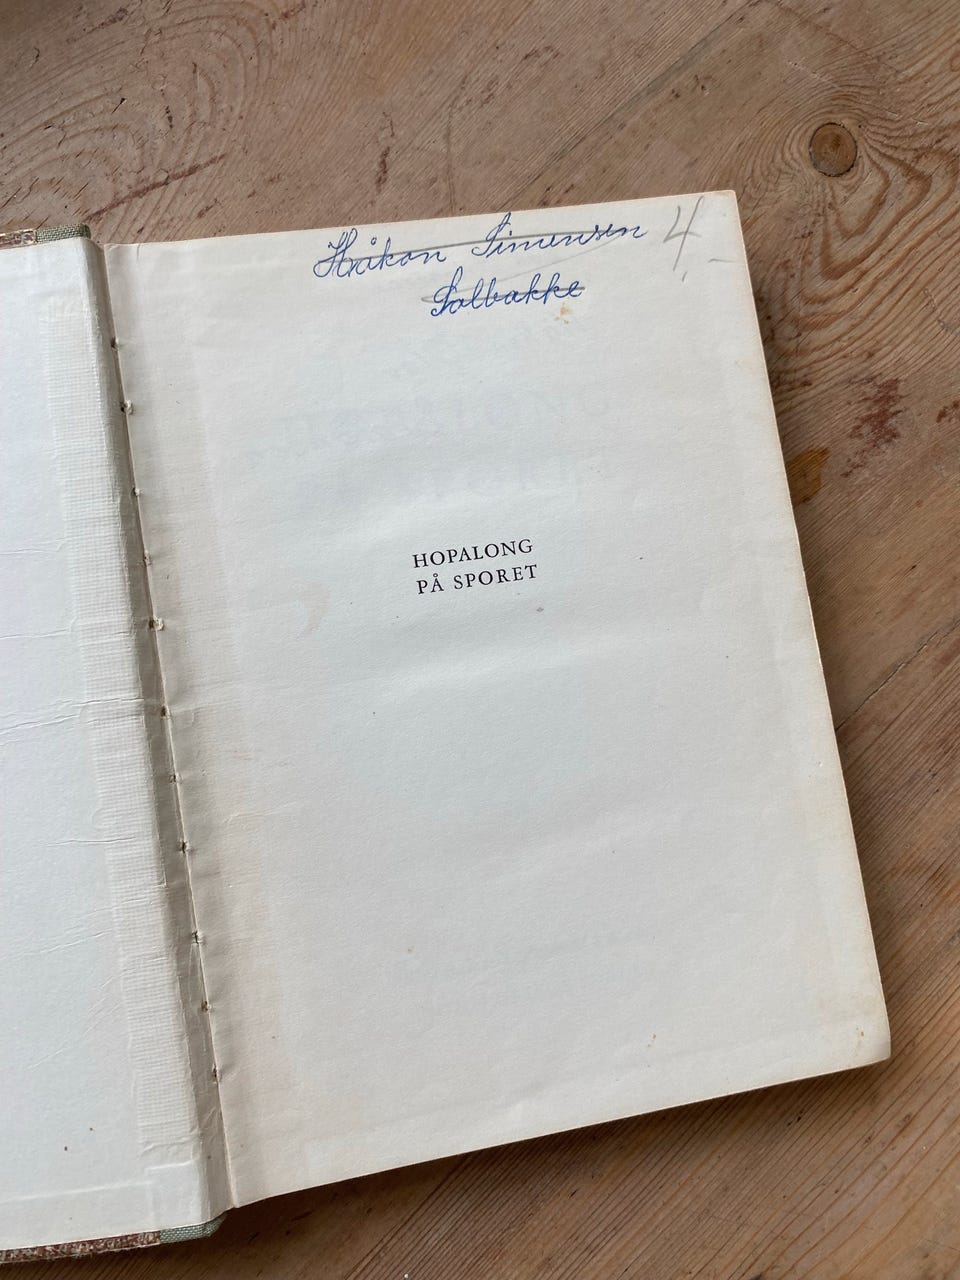 Håkon Simensen 4,-
Solbakke
HOPALONG
PÅ SPORET